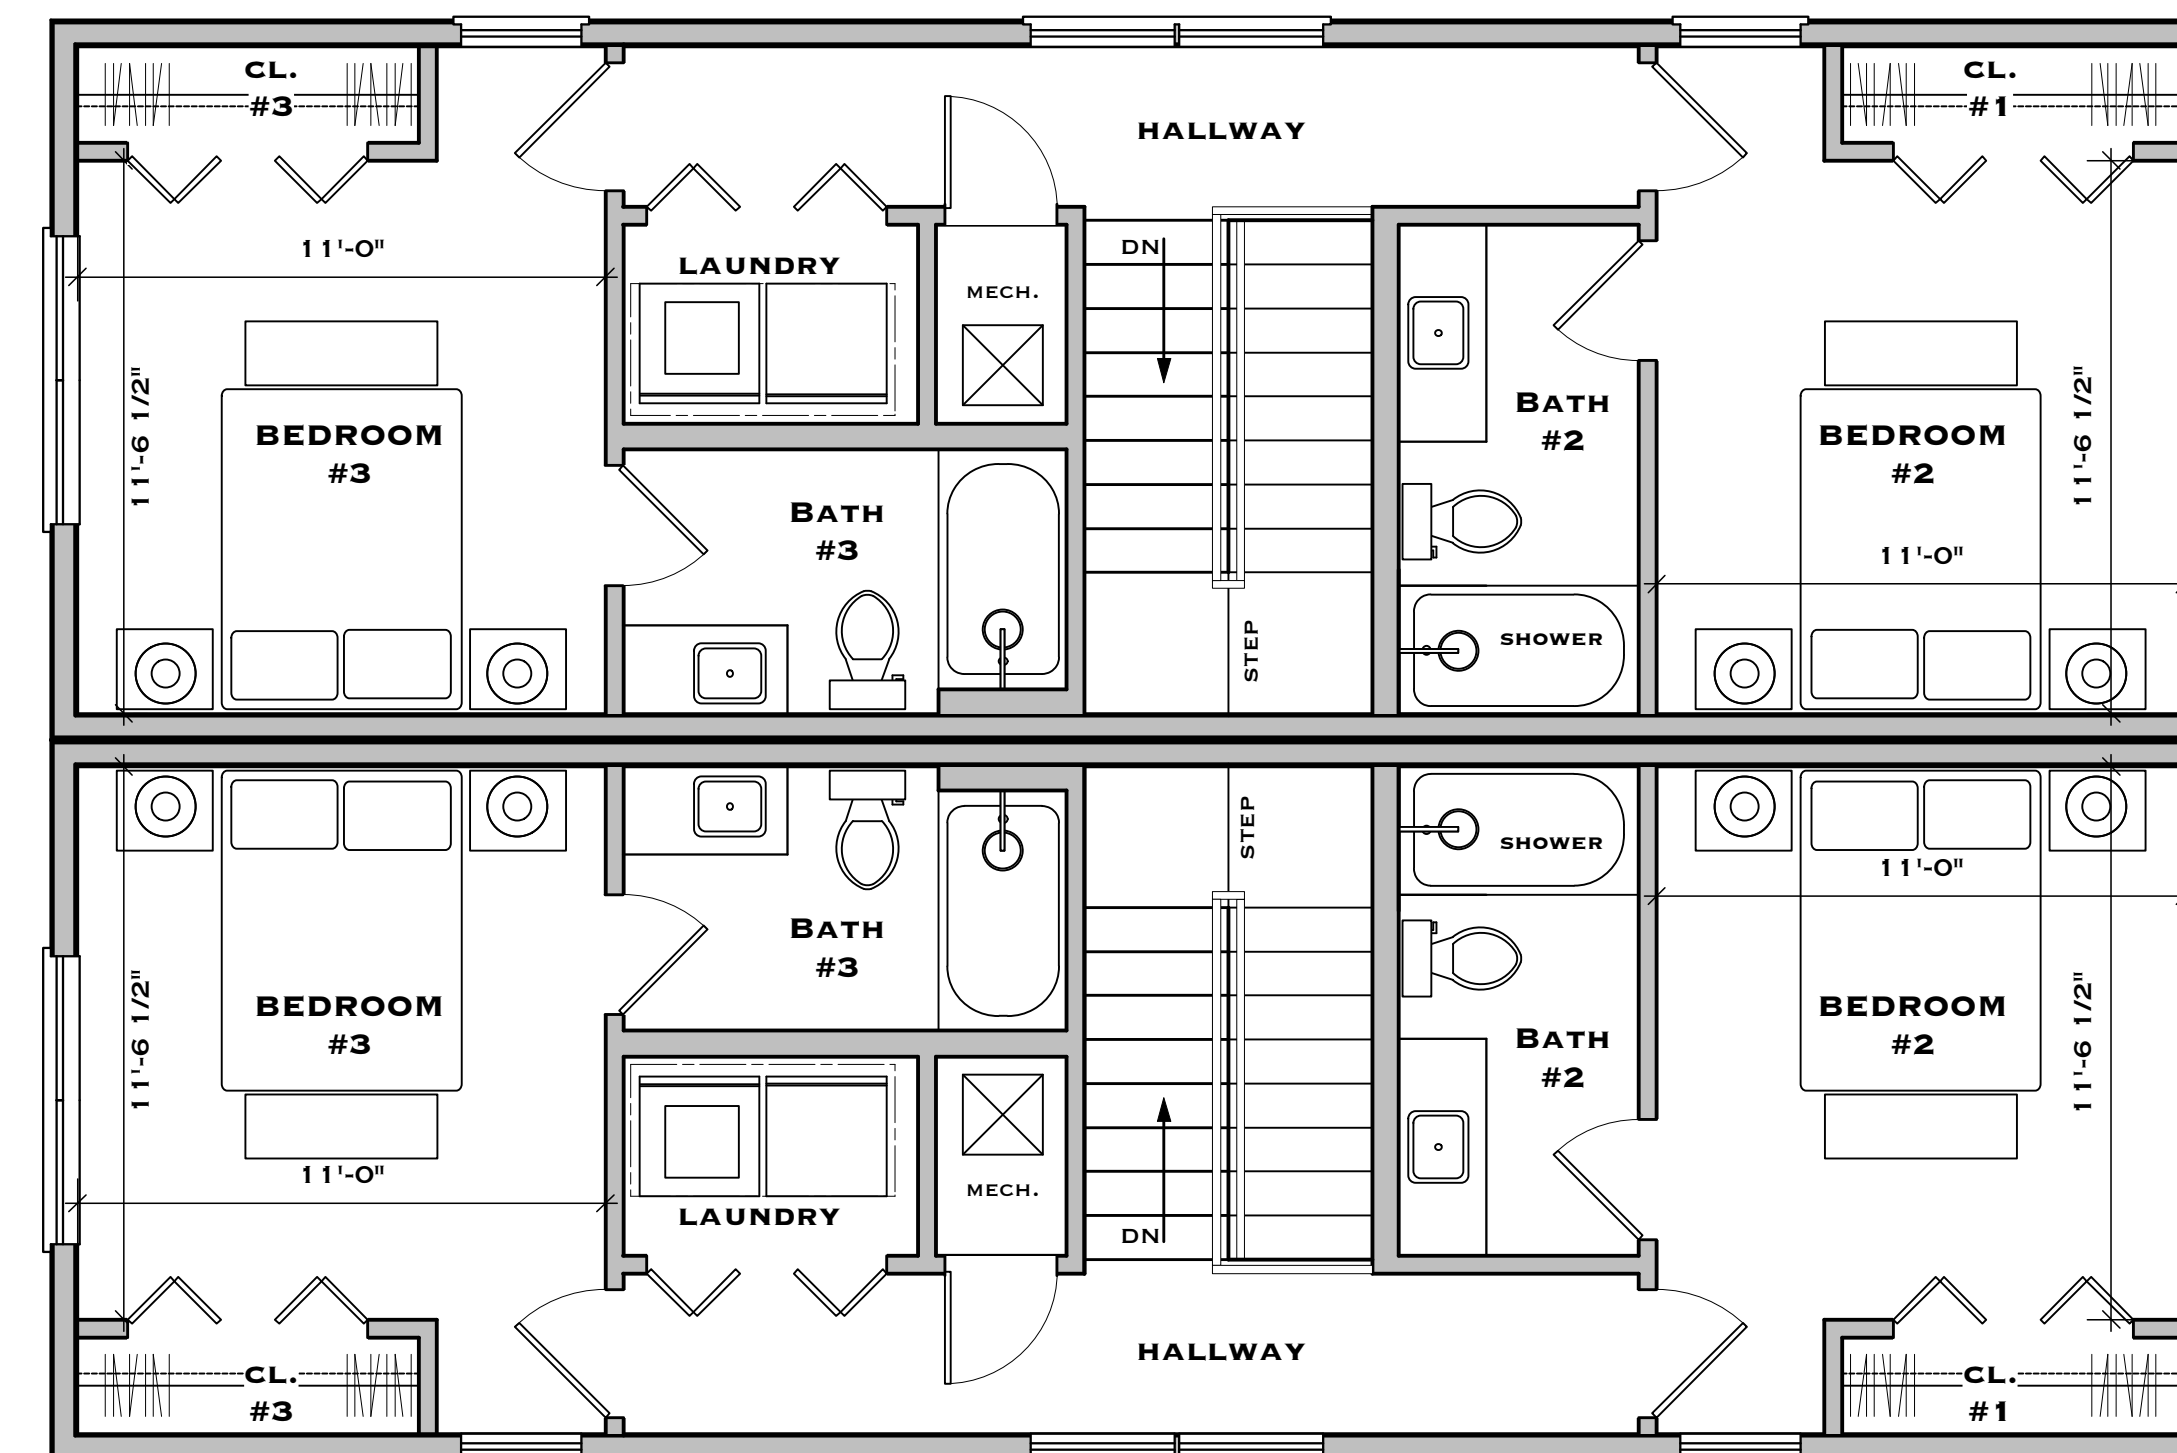 CL.
#3
CL.
#1
HALLWAY
11'-0"
LAUNDRY
DN
MECH.
11'-6 1/2"
BEDROOM
#3
BATH
#2
BEDROOM
#2
11'-6 1/2"
BATH
#3
11'-0"
STEP
SHOWER
STEP
SHOWER
11'-0"
BATH
#3
11'-6 1/2"
BEDROOM
#3
BATH
#2
BEDROOM
#2
11'-6 1/2"
11'-0"
MECH.
LAUNDRY
DN
HALLWAY
CL.
#3
CL.
#1